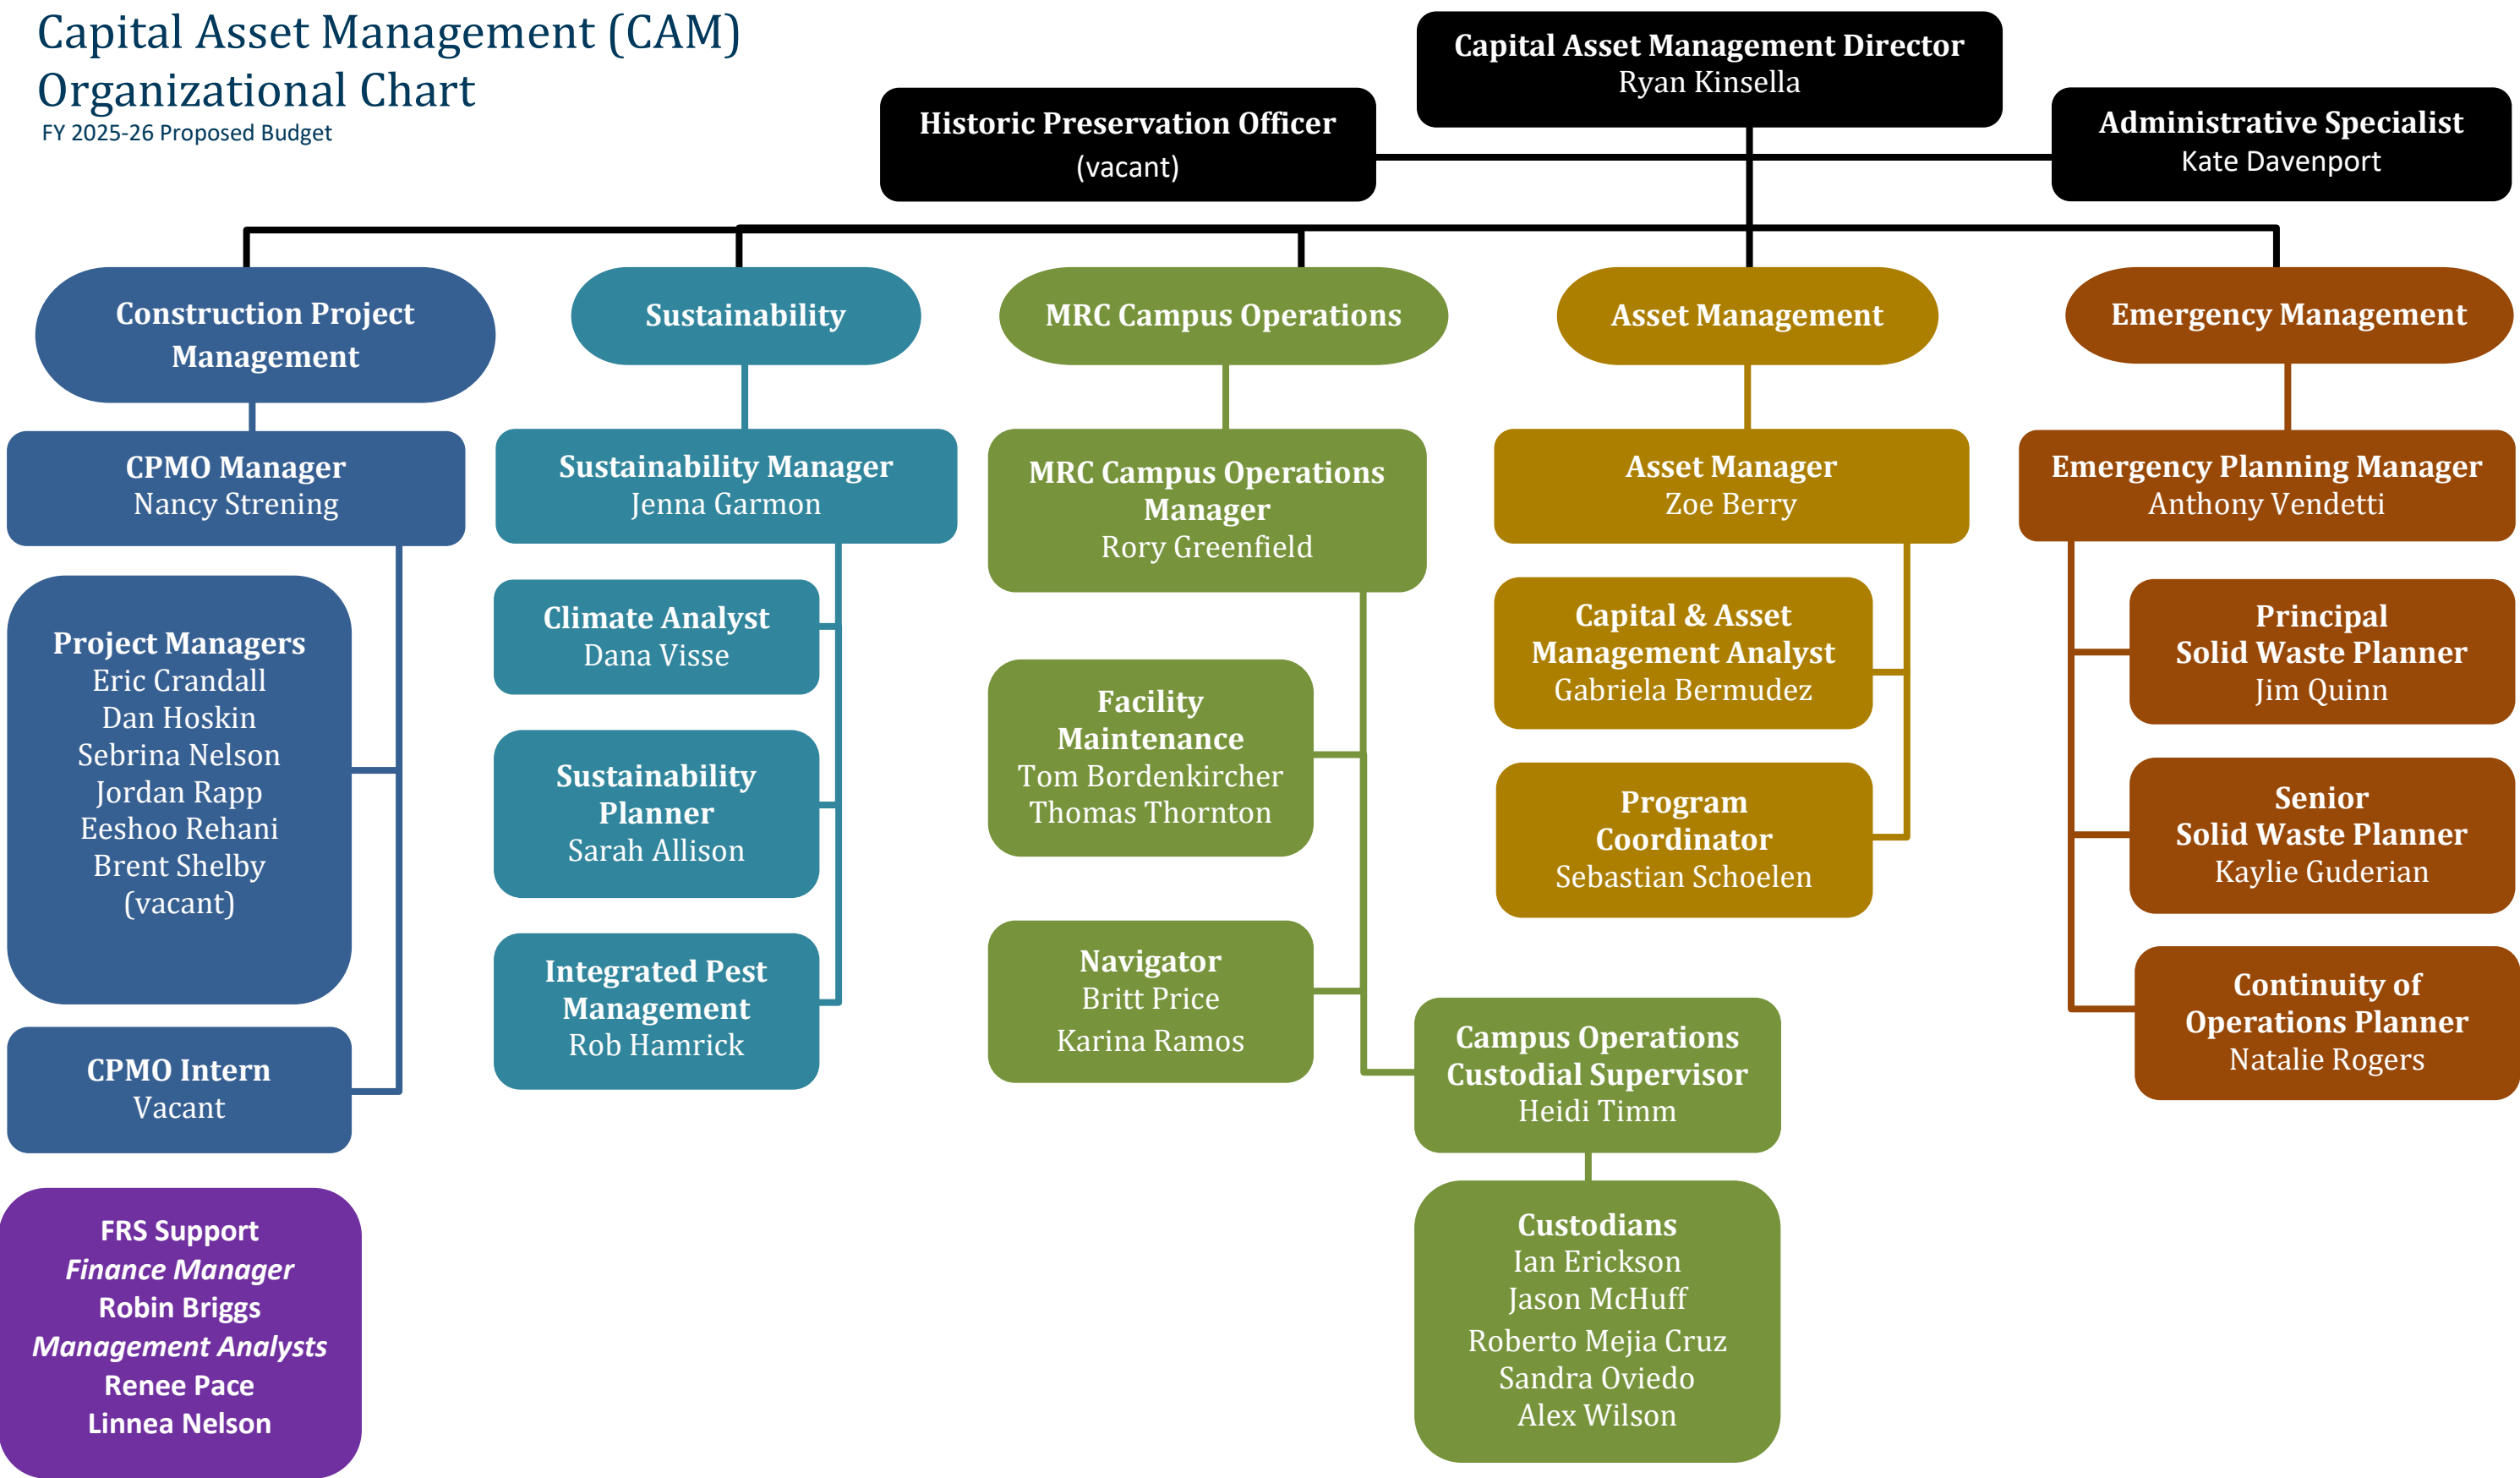 Capital Asset Management (CAM)
Organizational Chart
FY 2025-26 Proposed Budget
Capital Asset Management Director
Ryan Kinsella
Historic Preservation Officer
(vacant)
Administrative Specialist
Kate Davenport
Construction Project
Management
CPMO Manager
Nancy Strening
Project Managers
Eric Crandall
Dan Hoskin
Sebrina Nelson
Jordan Rapp
Eeshoo Rehani
Brent Shelby
(vacant)
CPMO Intern
Vacant
FRS Support
Finance Manager
Robin Briggs
Management Analysts
Renee Pace
Linnea Nelson
Sustainability
Sustainability Manager
Jenna Garmon
Climate Analyst
Dana Visse
Sustainability
Planner
Sarah Allison
Integrated Pest
Management
Rob Hamrick
MRC Campus Operations
MRC Campus Operations
Manager
Rory Greenfield
Facility
Maintenance
Tom Bordenkircher
Thomas Thornton
Navigator
Britt Price
Karina Ramos
Campus Operations
Custodial Supervisor
Heidi Timm
Custodians
Ian Erickson
Jason McHuff
Roberto Mejia Cruz
Sandra Oviedo
Alex Wilson
Asset Management
Asset Manager
Zoe Berry
Capital & Asset
Management Analyst
Gabriela Bermudez
Program
Coordinator
Sebastian Schoelen
Emergency Management
Emergency Planning Manager
Anthony Vendetti
Principal
Solid Waste Planner
Jim Quinn
Senior
Solid Waste Planner
Kaylie Guderian
Continuity of
Operations Planner
Natalie Rogers